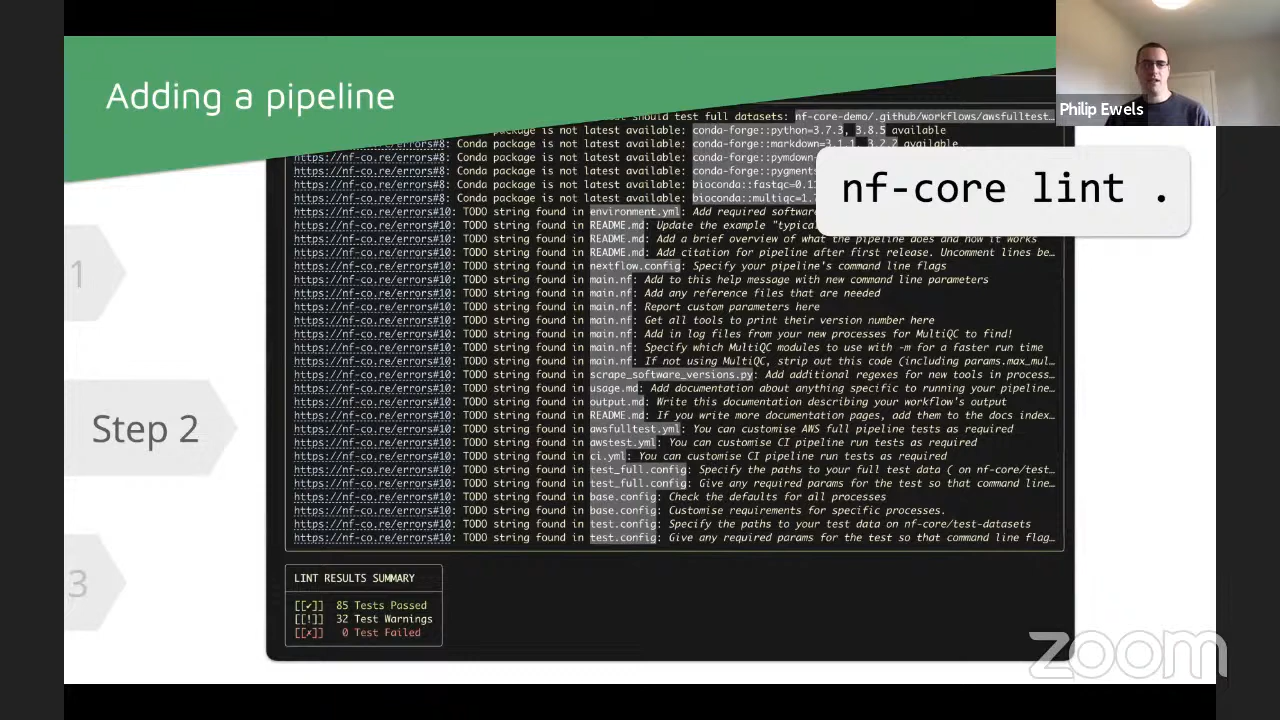 Adding a pipeline
Philip Ewels
should test full datasets: nf-core-demo/.github/workflows/awsfulltest…
package is not latest available: conda-forge::python=3.7.3, 3.8.5 available
https://nf-co.re/errors#8: Conda package is not latest available: conda-forge::markdown=3.1.1, 3.2.2 available
https://nf-co.re/errors#8: Conda package is not latest available: conda-forge::pymdown
https://nf-co.re/errors#8: Conda package is not latest available: conda-forge::pygments
https://nf-co.re/errors#8: Conda package is not latest available: bioconda::fastqc=0.11
https://nf-co.re/errors#8: Conda package is not latest available: bioconda::multiqc=1.7
nf-core lint .
https://nf-co.re/errors#10: TODO string found in environment.yml: Add required softwar
https://nf-co.re/errors#10: TODO string found in README.md: Update the example "typica
https://nf-co.re/errors#10: TODO string found in README.md: Add a brief overview of what the pipeline does and how it works
https://nf-co.re/errors#10: TODO string found in README.md: Add citation for pipeline after first release. Uncomment lines be…
https://nf-co.re/errors#10: TODO string found in nextflow.config: Specify your pipeline's command line flags
https://nf-co.re/errors#10: TODO string found in main.nf: Add to this help message with new command line parameters
https://nf-co.re/errors#10: TODO string found in main.nf: Add any reference files that are needed
https://nf-co.re/errors#10: TODO string found in main.nf: Report custom parameters here
https://nf-co.re/errors#10: TODO string found in main.nf: Get all tools to print their version number here
https://nf-co.re/errors#10: TODO string found in main.nf: Add in log files from your new processes for MultiQC to find!
https://nf-co.re/errors#10: TODO string found in main.nf: Specify which MultiQC modules to use with -m for a faster run time
https://nf-co.re/errors#10: TODO string found in main.nf: If not using MultiQC, strip out this code (including params.max_mul…
https://nf-co.re/errors#10: TODO string found in scrape_software_versions.py: Add additional regexes for new tools in process…
https://nf-co.re/errors#10: TODO string found in usage.md: Add documentation about anything specific to running your pipeline…
https://nf-co.re/errors#10: TODO string found in output.md: Write this documentation describing your workflow's output
https://nf-co.re/errors#10: TODO string found in README.md: If you write more documentation pages, add them to the docs index…
https://nf-co.re/errors#10: TODO string found in awsfulltest.yml: You can customise AWS full pipeline tests as required
https://nf-co.re/errors#10: TODO string found in awstest.yml: You can customise CI pipeline run tests as required
https://nf-co.re/errors#10: TODO string found in ci.yml: You can customise CI pipeline run tests as required
https://nf-co.re/errors#10: TODO string found in test_full.config: Specify the paths to your full test data ( on nf-core/test…
https://nf-co.re/errors#10: TODO string found in test_full.config: Give any required params for the test so that command line…
https://nf-co.re/errors#10: TODO string found in base.config: Check the defaults for all processes
https://nf-co.re/errors#10: TODO string found in base.config: Customise requirements for specific processes.
https://nf-co.re/errors#10: TODO string found in test.config: Specify the paths to your test data on nf-core/test-datasets
https://nf-co.re/errors#10: TODO string found in test.config: Give any required params for the test so that command line flag…
1
Step 2
3
LINT RESULTS SUMMARY
[[✓]] 85 Tests Passed
[[!]] 32 Test Warnings
[[✗]] 0 Test Failed
zoom